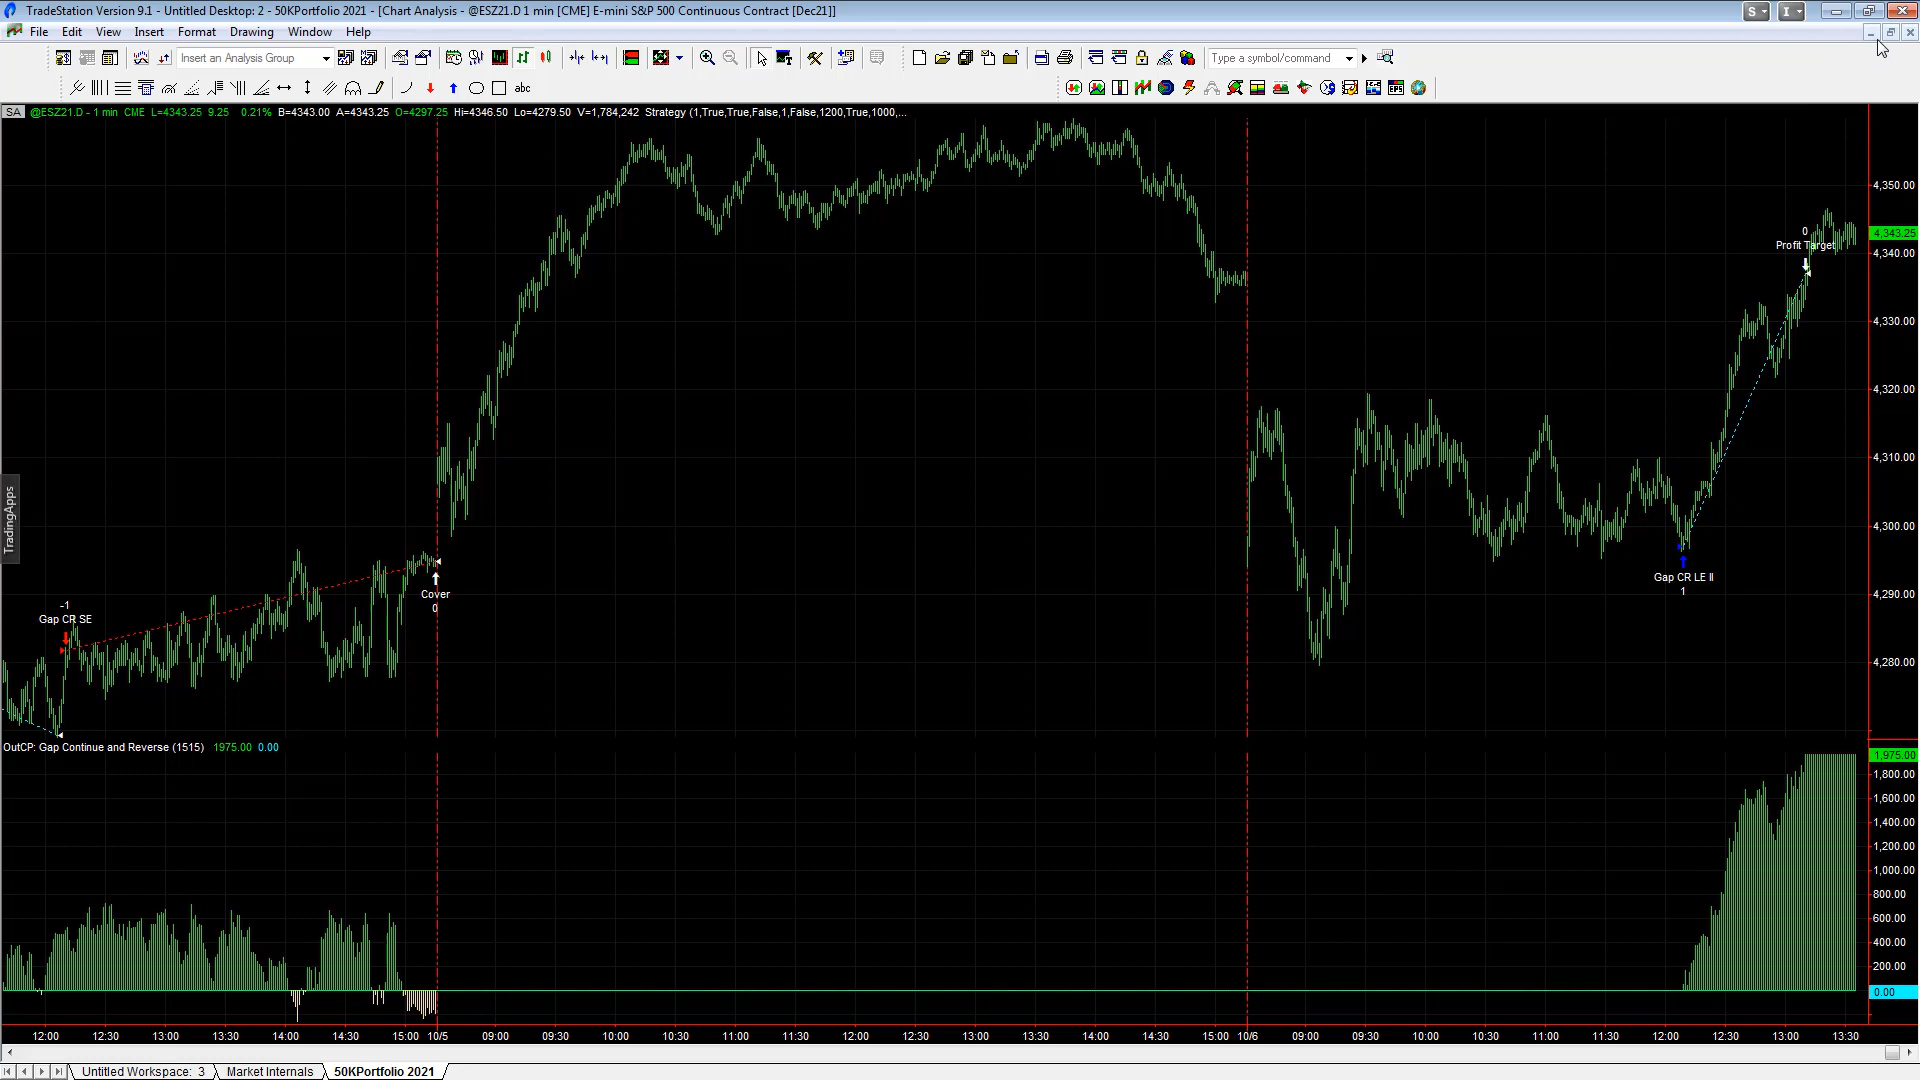 TradeStation Version 9.1 - Untitled Desktop: 2 - 50KPortfolio 2021 - [Chart Analysis - @ESZ21.D 1 min [CME] E-mini S&P 500 Continuous Contract [Dec21]]
S I
File Edit View Insert Format Drawing Window Help
Insert an Analysis Group Type a symbol/command
abc EPS
SA @ESZ21.D - 1 min CME L=4343.25 9.25 0.21% B=4343.00 A=4343.25 O=4297.25 Hi=4346.50 Lo=4279.50 V=1,784,242 Strategy (1,True,True,False,1,False,1200,True,1000,...
4,350.00
0
4,343.25
Profit Target
4,340.00
4,330.00
4,320.00
4,310.00
TradingApps
4,300.00
Gap CR LE II
1
Cover
0
4,290.00
-1
Gap CR SE
4,280.00
OutCP: Gap Continue and Reverse (1515) 1975.00 0.00
1,975.00
1,800.00
1,600.00
1,400.00
1,200.00
1,000.00
800.00
600.00
400.00
200.00
0.00
12:00 12:30 13:00 13:30 14:00 14:30 15:00 10/5 09:00 09:30 10:00 10:30 11:00 11:30 12:00 12:30 13:00 13:30 14:00 14:30 15:00 10/6 09:00 09:30 10:00 10:30 11:00 11:30 12:00 12:30 13:00 13:30
Untitled Workspace: 3 Market Internals 50KPortfolio 2021